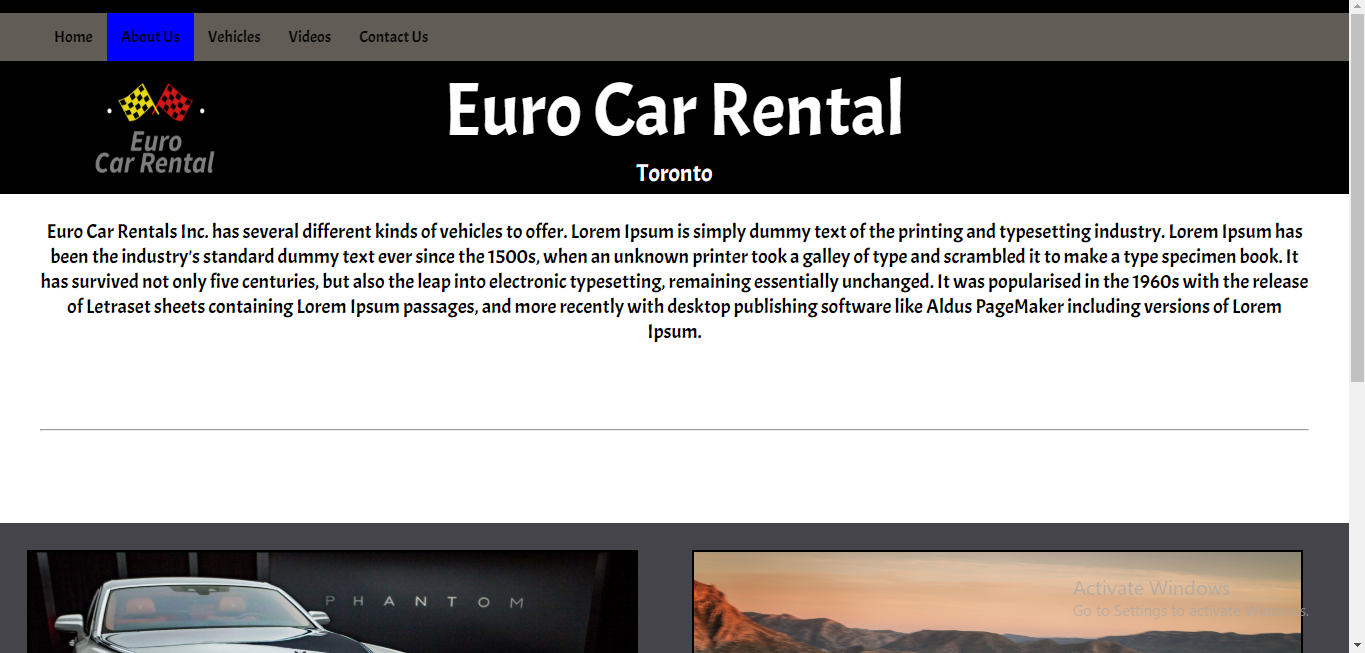 Home About Us Vehicles Videos Contact Us
Euro
Car Rental
Euro Car Rental
Toronto
Euro Car Rentals Inc. has several different kinds of vehicles to offer. Lorem Ipsum is simply dummy text of the printing and typesetting industry. Lorem Ipsum has
been the industry's standard dummy text ever since the 1500s, when an unknown printer took a galley of type and scrambled it to make a type specimen book. It
has survived not only five centuries, but also the leap into electronic typesetting, remaining essentially unchanged. It was popularised in the 1960s with the release
of Letraset sheets containing Lorem Ipsum passages, and more recently with desktop publishing software like Aldus PageMaker including versions of Lorem
Ipsum.
PHANTOM
Activate Windows
Go to Settings to activate Windows.